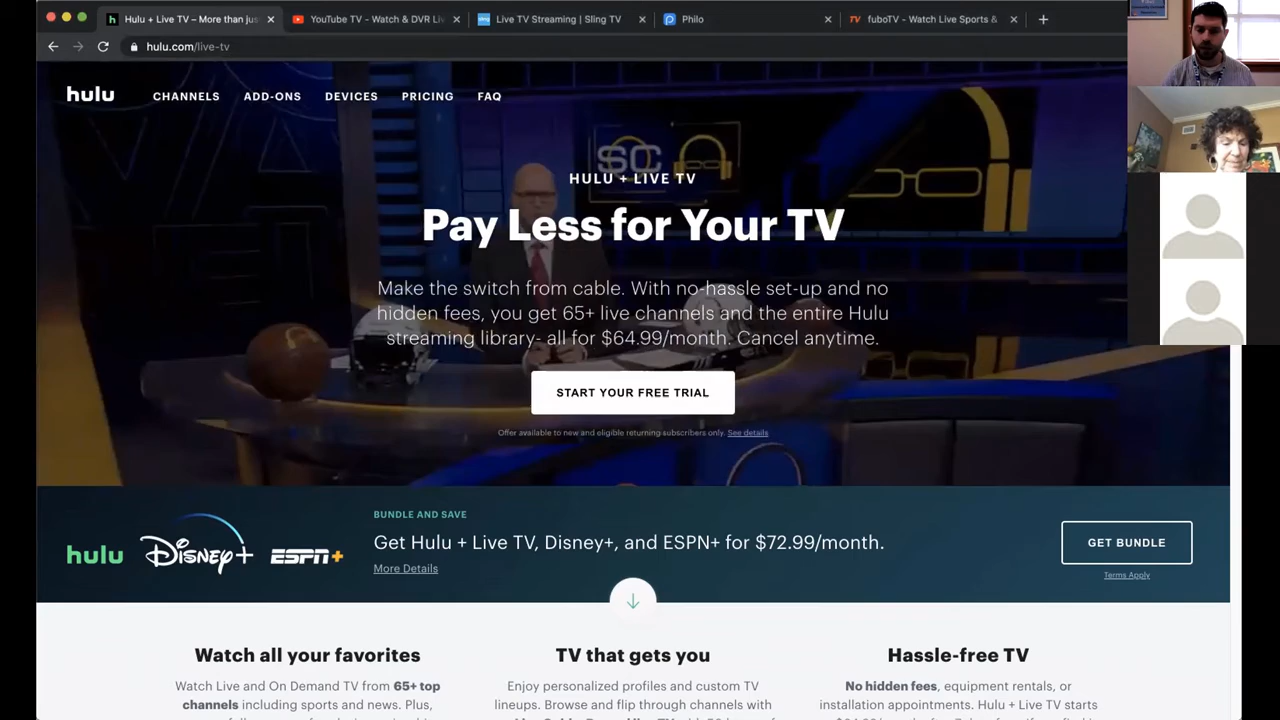 Hulu + Live TV – More than jus
YouTube TV - Watch & DVR Li
sling
Live TV Streaming | Sling TV
Philo
fuboTV - Watch Live Sports &
hulu.com/live-tv
hulu
CHANNELS
ADD-ONS
DEVICES
PRICING
FAQ
SC
HULU + LIVE TV
Pay Less for Your TV
Make the switch from cable. With no-hassle set-up and no
hidden fees, you get 65+ live channels and the entire Hulu
streaming library- all for $64.99/month. Cancel anytime.
START YOUR FREE TRIAL
Offer available to new and eligible returning subscribers only. See details
hulu
Disney+
ESPN+
BUNDLE AND SAVE
Get Hulu + Live TV, Disney+, and ESPN+ for $72.99/month.
More Details
GET BUNDLE
Terms Apply
Watch all your favorites
Watch Live and On Demand TV from 65+ top
channels including sports and news. Plus,
TV that gets you
Enjoy personalized profiles and custom TV
lineups. Browse and flip through channels with
Hassle-free TV
No hidden fees, equipment rentals, or
installation appointments. Hulu + Live TV starts